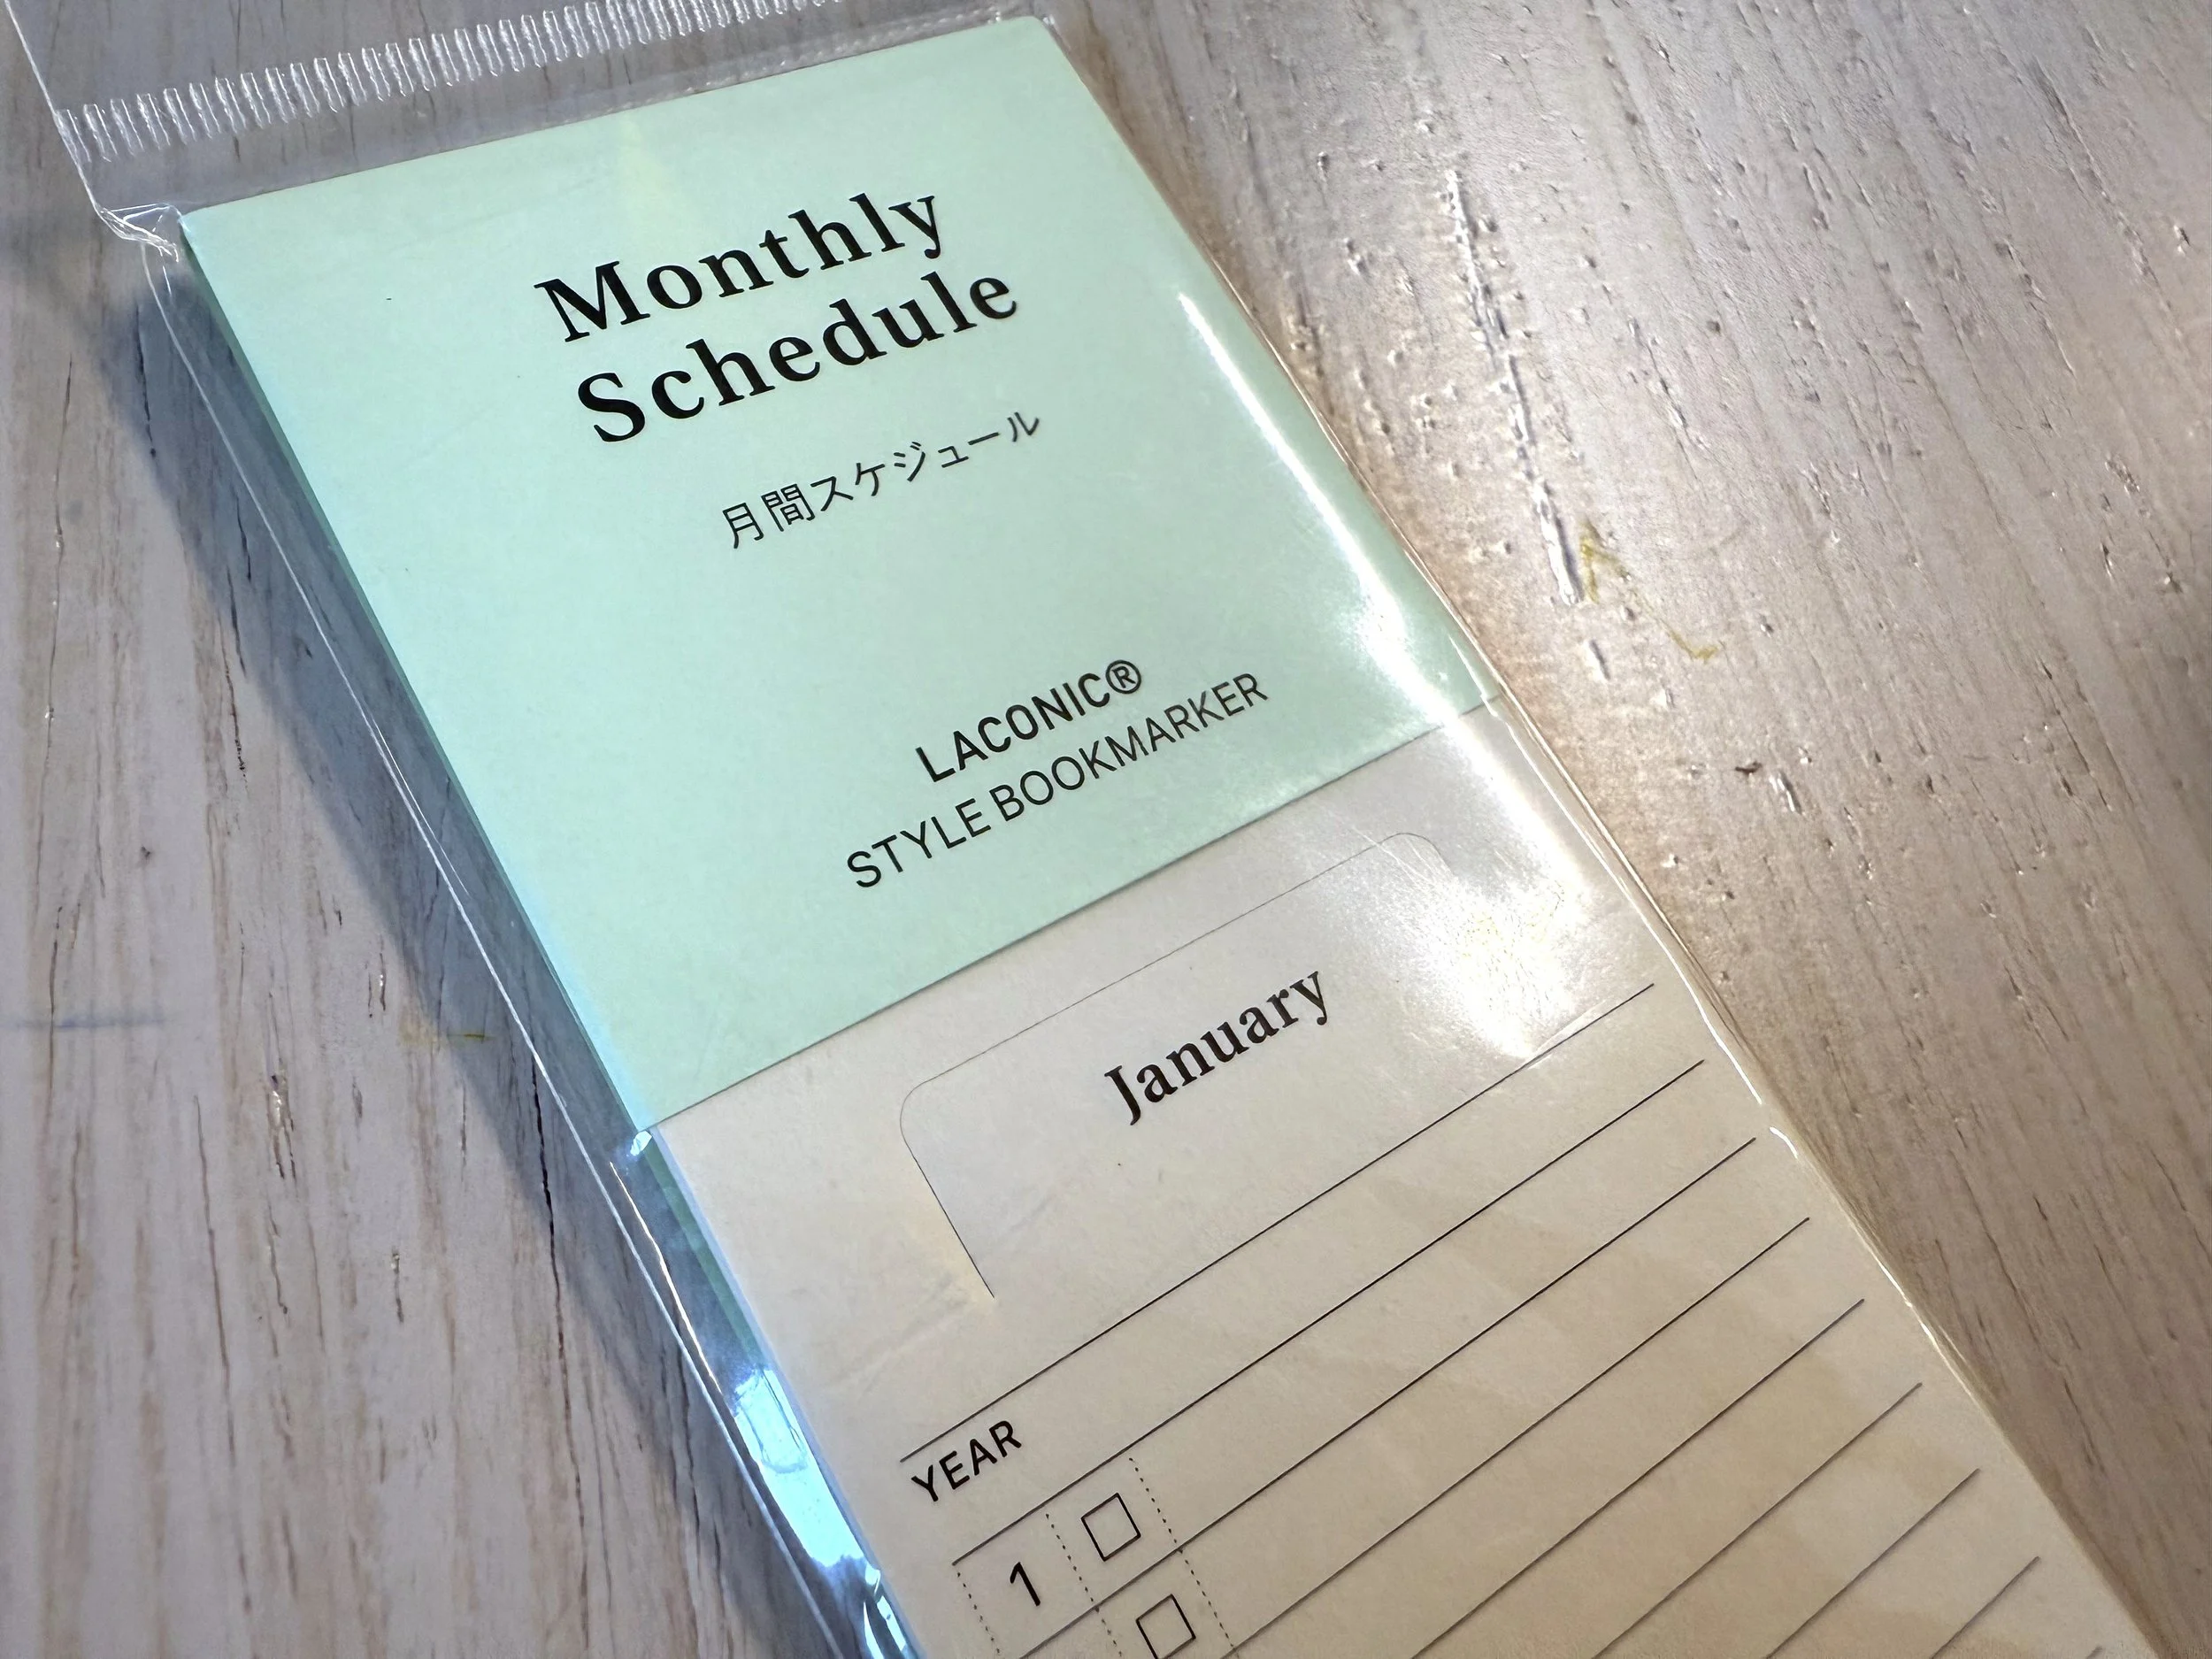 Monthly
Schedule
月間スケジュール
LACONIC®
STYLE BOOKMARKER
January
YEAR
1